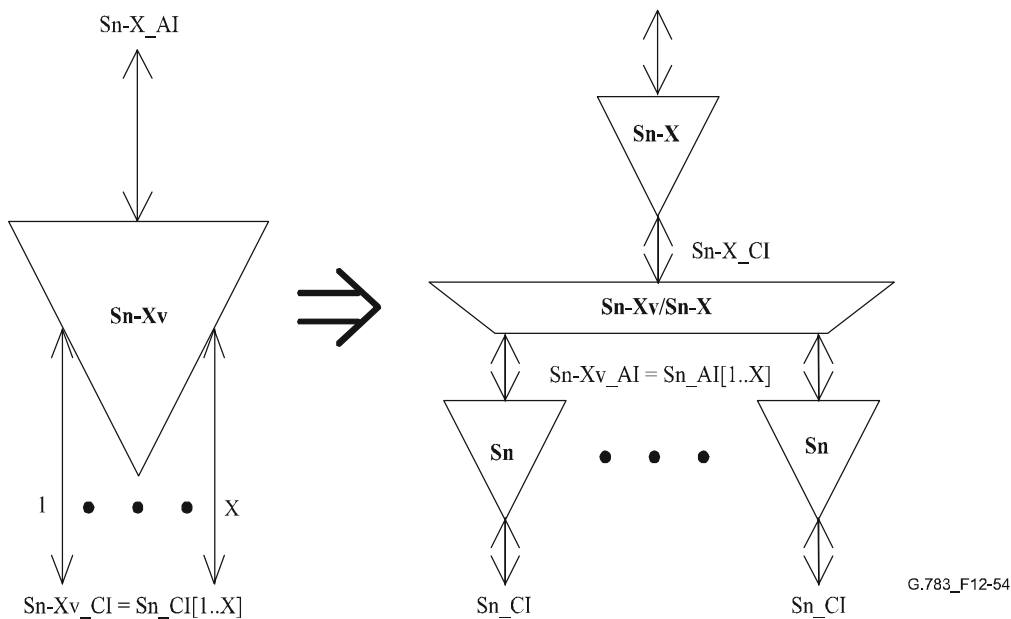 Sn-X_AI
Sn-Xv
1
X
Sn-Xv_CI = Sn_CI[1..X]
Sn-X
Sn-X_CI
Sn-Xv/Sn-X
Sn-Xv_AI = Sn_AI[1..X]
Sn
Sn
Sn_CI
Sn_CI
G.783_F12-54